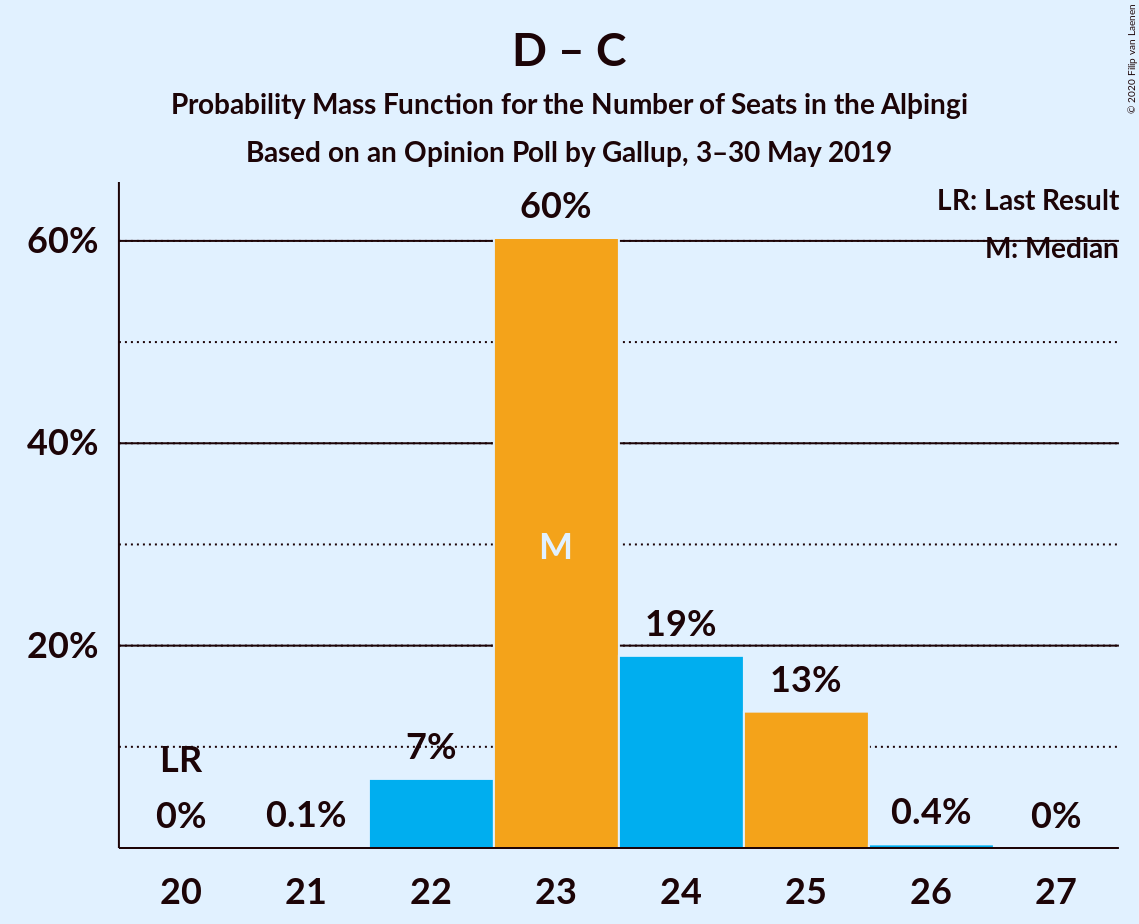 D – C
Probability Mass Function for the Number of Seats in the Alþingi
Based on an Opinion Poll by Gallup, 3–30 May 2019
© 2020 Filip van Laenen
LR: Last Result
M: Median
60%
40%
20%
LR
0%
0.1%
7%
60%
M
19%
13%
0.4%
0%
20
21
22
23
24
25
26
27